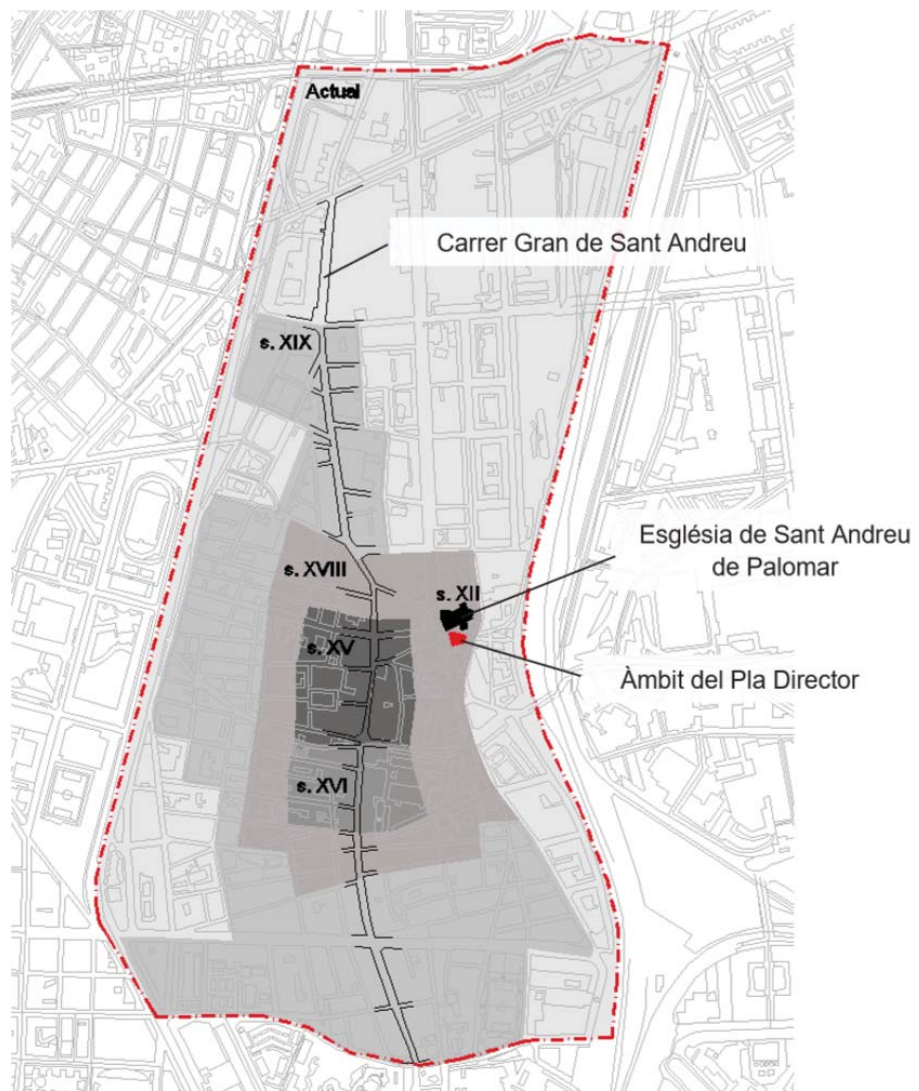 Actual
Carrer Gran de Sant Andreu
s. XIX
Església de Sant Andreu
de Palomar
s. XVIII
s. XII
s. XV
Àmbit del Pla Director
s. XVI